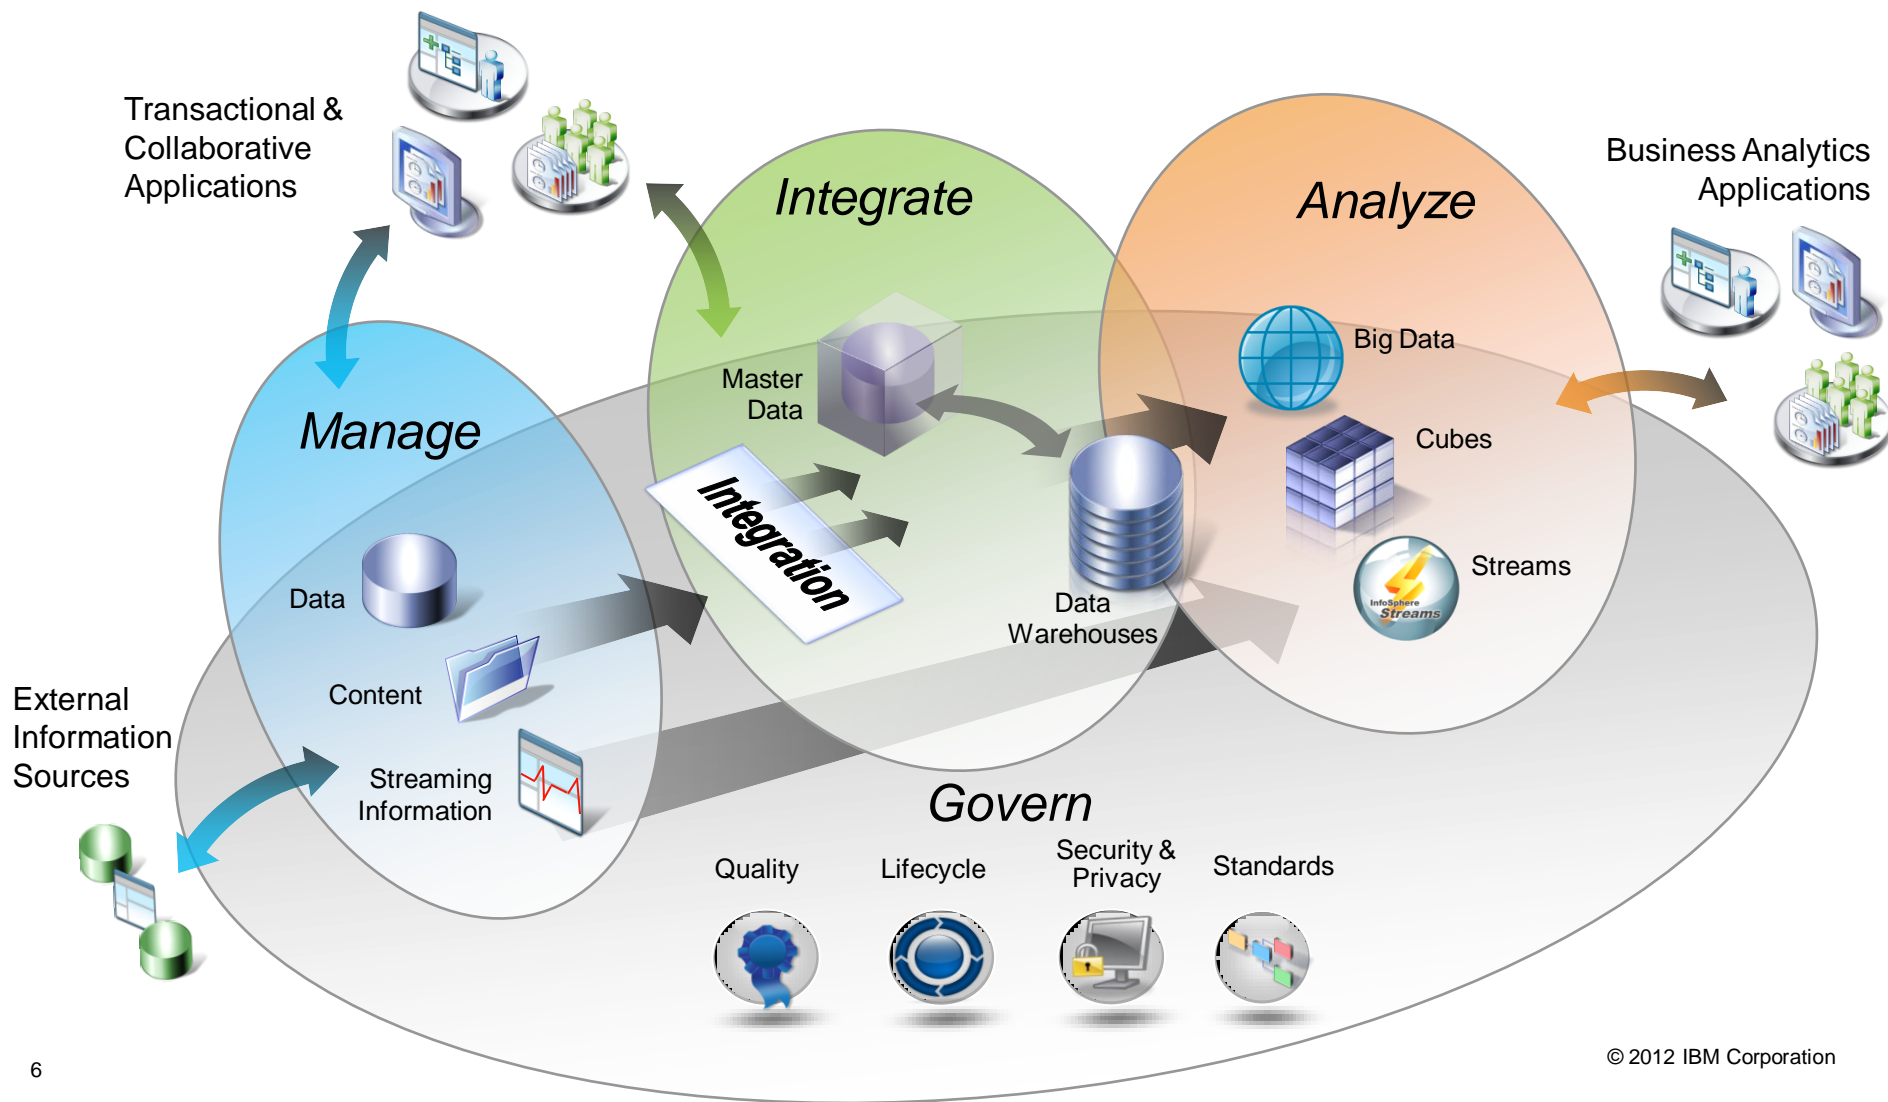 Transactional &
Collaborative
Applications
Integrate
Analyze
Business Analytics
Applications
Manage
Master
Data
Big Data
Cubes
Integration
Streams
InfoSphere
Streams
Data
Content
Data
Warehouses
External
Information
Sources
Streaming
Information
Govern
Quality
Lifecycle
Security &
Privacy
Standards
6
© 2012 IBM Corporation